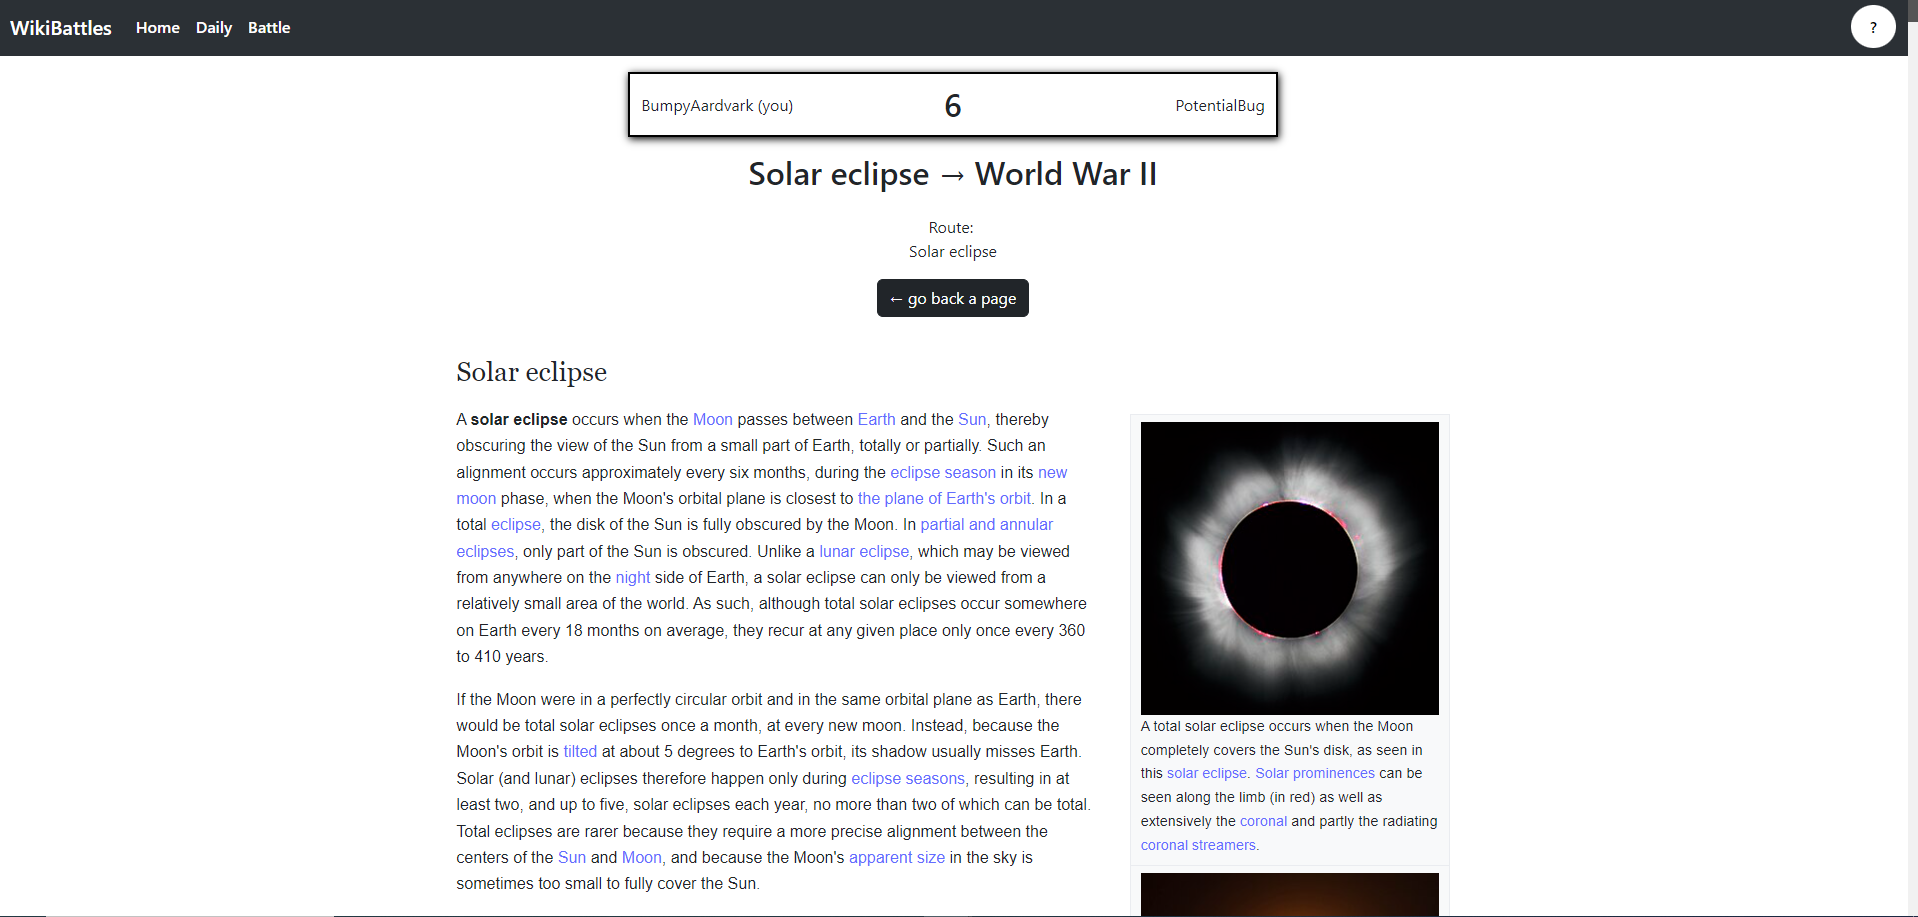 WikiBattles Home Daily Battle ?
BumpyAardvark (you) 6 PotentialBug
Solar eclipse → World War II
Route:
Solar eclipse
← go back a page
Solar eclipse
A solar eclipse occurs when the Moon passes between Earth and the Sun, thereby
obscuring the view of the Sun from a small part of Earth, totally or partially. Such an
alignment occurs approximately every six months, during the eclipse season in its new
moon phase, when the Moon's orbital plane is closest to the plane of Earth's orbit. In a
total eclipse, the disk of the Sun is fully obscured by the Moon. In partial and annular
eclipses, only part of the Sun is obscured. Unlike a lunar eclipse, which may be viewed
from anywhere on the night side of Earth, a solar eclipse can only be viewed from a
relatively small area of the world. As such, although total solar eclipses occur somewhere
on Earth every 18 months on average, they recur at any given place only once every 360
to 410 years.
If the Moon were in a perfectly circular orbit and in the same orbital plane as Earth, there
would be total solar eclipses once a month, at every new moon. Instead, because the
Moon's orbit is tilted at about 5 degrees to Earth's orbit, its shadow usually misses Earth.
Solar (and lunar) eclipses therefore happen only during eclipse seasons, resulting in at
least two, and up to five, solar eclipses each year, no more than two of which can be total.
Total eclipses are rarer because they require a more precise alignment between the
centers of the Sun and Moon, and because the Moon's apparent size in the sky is
sometimes too small to fully cover the Sun.
A total solar eclipse occurs when the Moon
completely covers the Sun's disk, as seen in
this solar eclipse. Solar prominences can be
seen along the limb (in red) as well as
extensively the coronal and partly the radiating
coronal streamers.